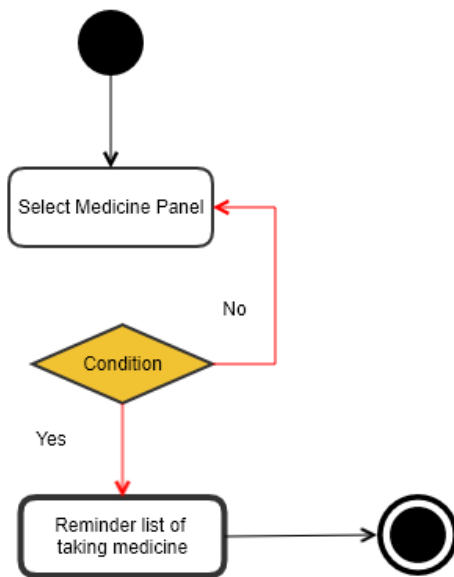 Select Medicine Panel
No
Condition
Yes
Reminder list of
taking medicine